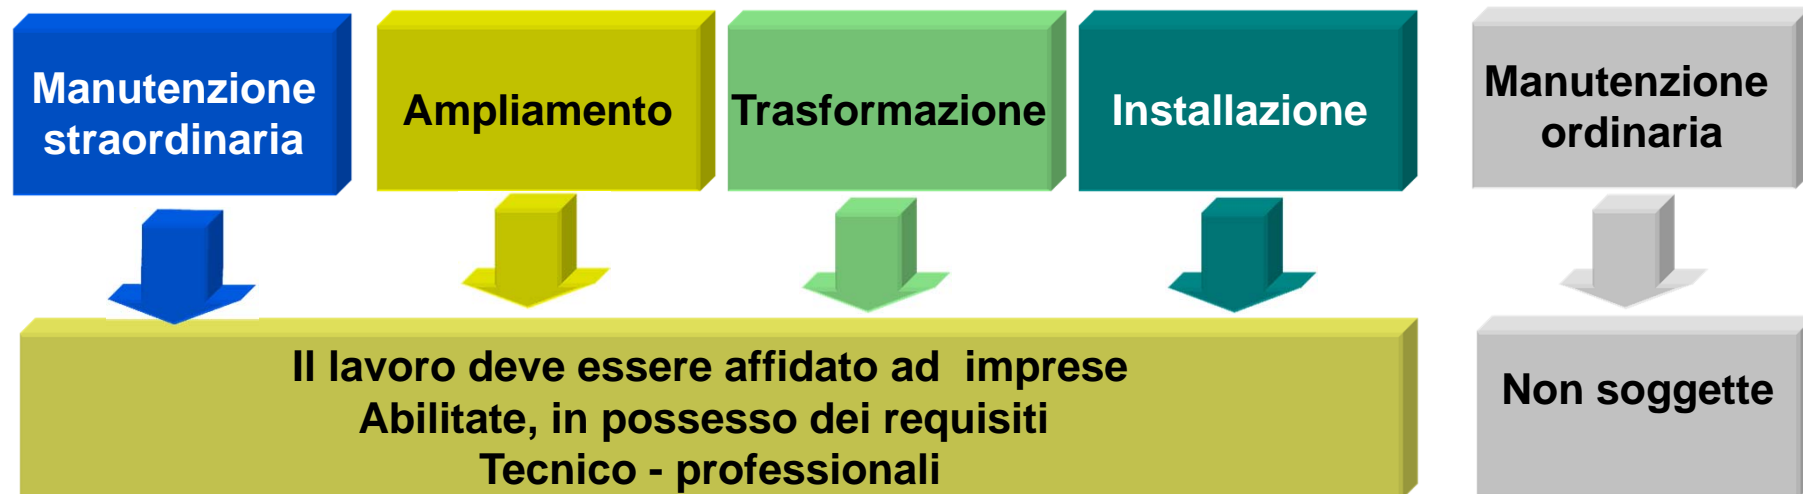 Manutenzione
straordinaria
Ampliamento
Trasformazione
Installazione
Manutenzione
ordinaria
Il lavoro deve essere affidato ad imprese
Abilitate, in possesso dei requisiti
Tecnico - professionali
Non soggette